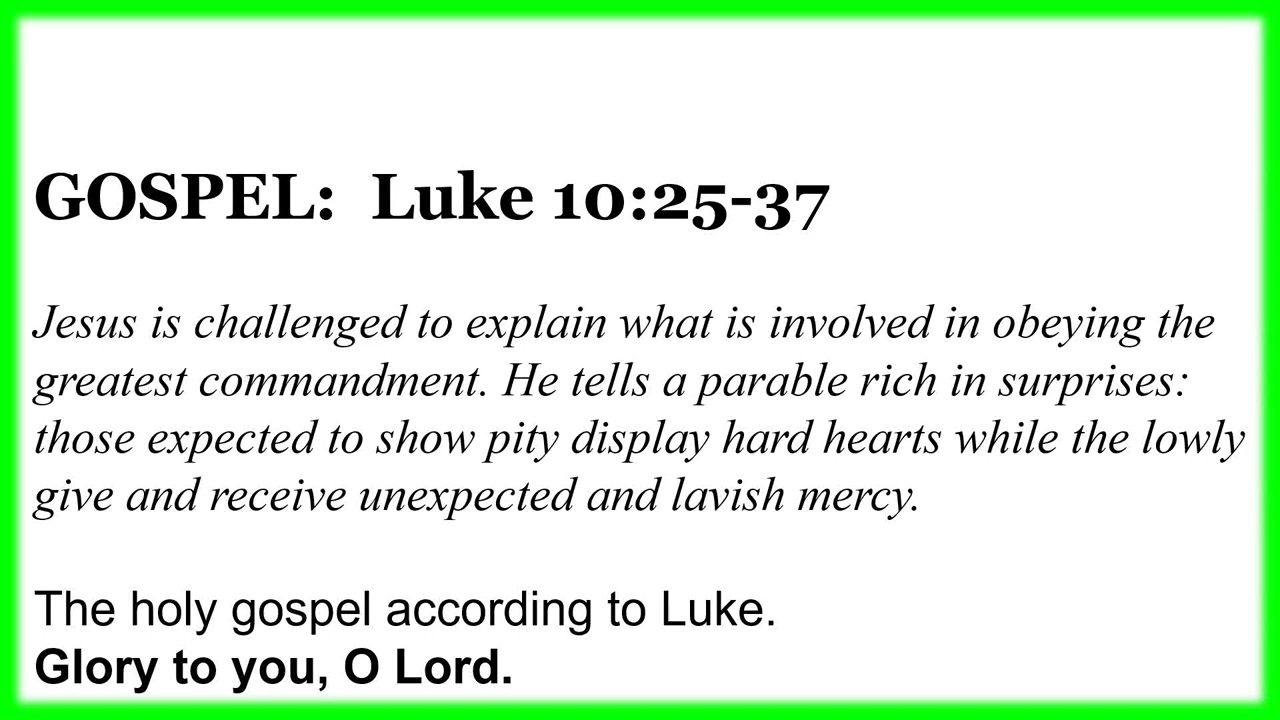 GOSPEL:  Luke 10:25-37
Jesus is challenged to explain what is involved in obeying the
greatest commandment. He tells a parable rich in surprises:
those expected to show pity display hard hearts while the lowly
give and receive unexpected and lavish mercy.
The holy gospel according to Luke.
Glory to you, O Lord.